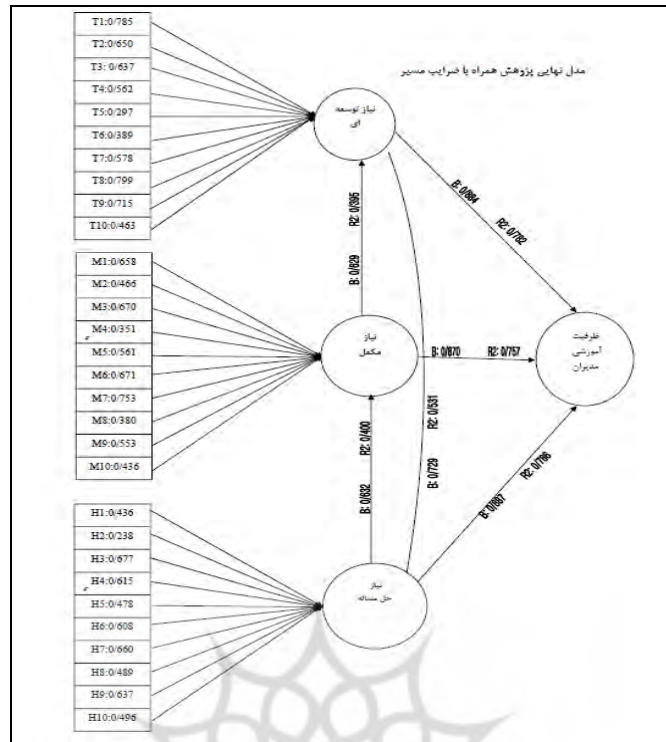 مدل نهایی پژوهش همراه با ضرایب مسیر
T1:0/785
T2:0/650
T3: 0/637
T4:0/562
T5:0/297
T6:0/389
T7:0/578
T8:0/799
T9:0/715
T10:0/463
نیاز توسعه
ای
B: 0/884
R2: 0/782
R2: 0/395
B: 0/629
M1:0/658
M2:0/466
M3:0/670
M4:0/351
M5:0/561
M6:0/671
M7:0/753
M8:0/380
M9:0/553
M10:0/436
نیاز
مکمل
B: 0/870
R2: 0/757
ظرفیت
آموزشی
مدیران
R2: 0/531
B: 0/729
R2: 0/400
B: 0/632
R2: 0/786
B: 0/887
H1:0/436
H2:0/238
H3:0/677
H4:0/615
H5:0/478
H6:0/608
H7:0/660
H8:0/489
H9:0/637
H10:0/496
نیاز
حل مساله